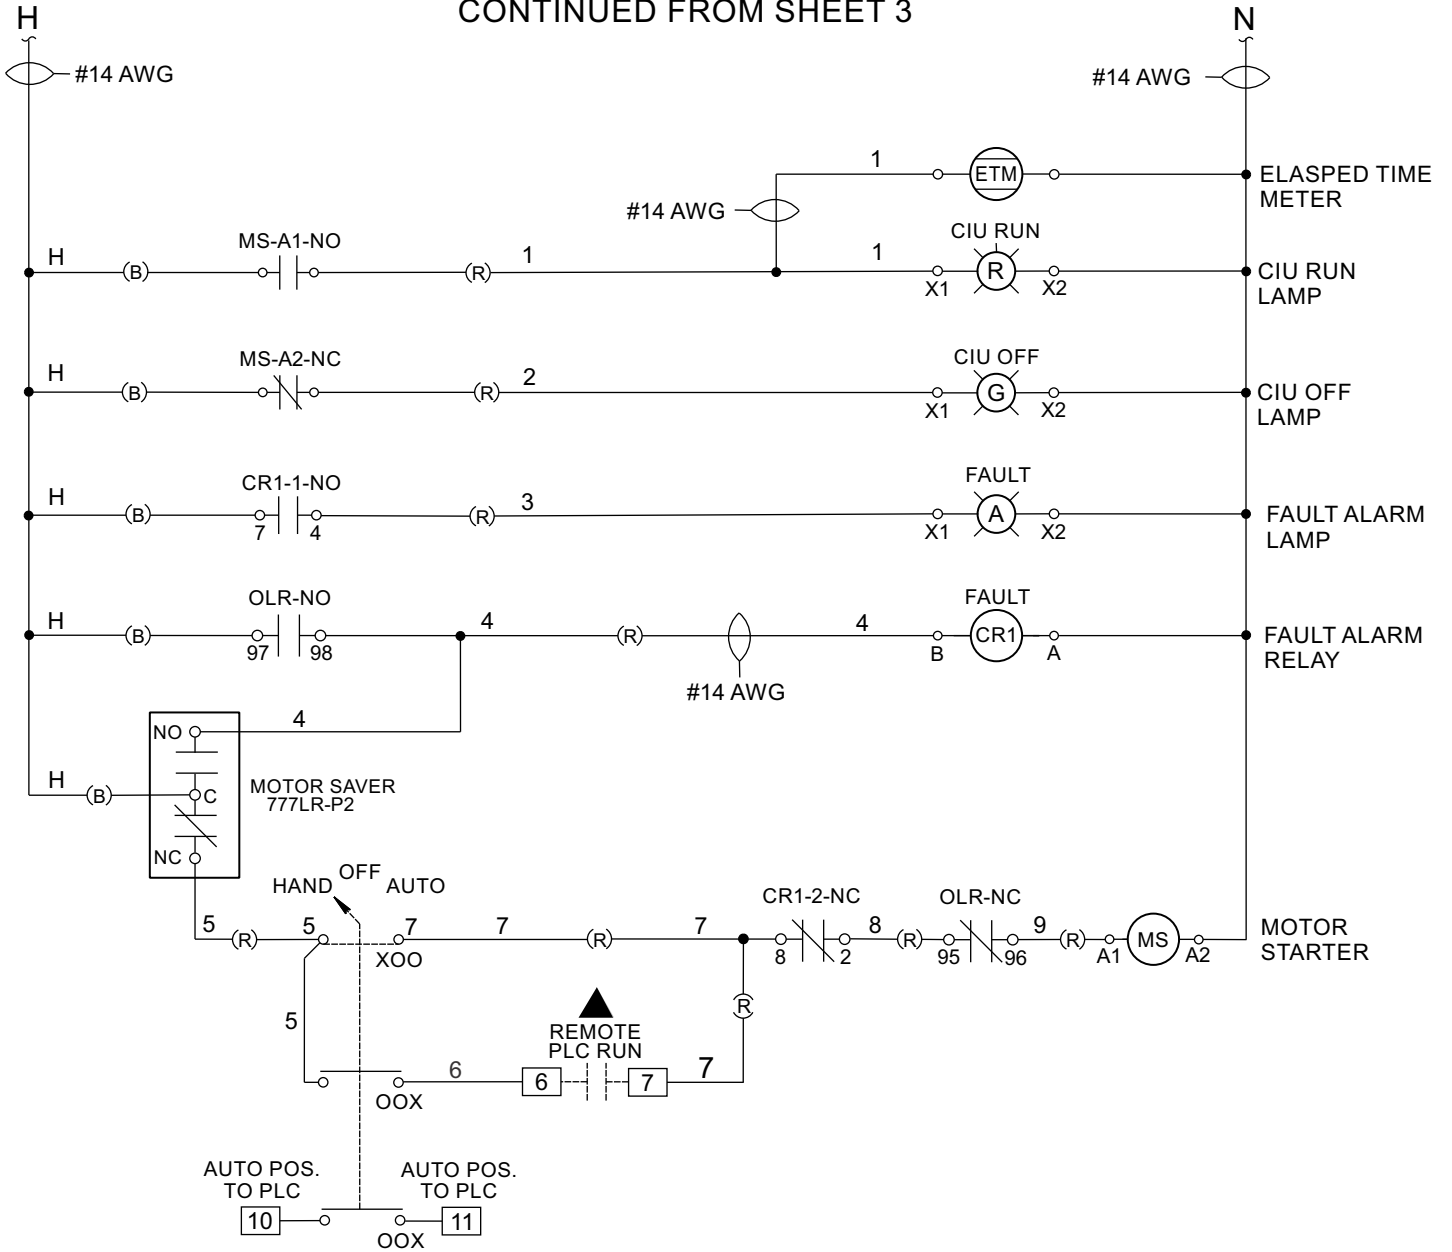 CONTINUED FROM SHEET 3
H
N
#14 AWG
#14 AWG
1
ETM
ELASPED TIME
METER
#14 AWG
MS-A1-NO
CIU RUN
H
(B)
(R)
1
1
R
X1
X2
CIU RUN
LAMP
MS-A2-NC
CIU OFF
H
(B)
(R)
2
G
X1
X2
CIU OFF
LAMP
CR1-1-NO
FAULT
H
(B)
7
4
(R)
3
A
X1
X2
FAULT ALARM
LAMP
OLR-NO
FAULT
H
(B)
97
98
4
(R)
4
B
CR1
A
FAULT ALARM
RELAY
#14 AWG
NO
4
H
(B)
C
MOTOR SAVER
777LR-P2
NC
HAND
OFF
AUTO
CR1-2-NC
OLR-NC
5
(R)
5
7
XOO
7
(R)
7
8
2
8
(R)
95
96
9
(R)
A1
MS
A2
MOTOR
STARTER
5
(R)
REMOTE
PLC RUN
6
6
7
7
OOX
AUTO POS.
TO PLC
AUTO POS.
TO PLC
10
11
OOX